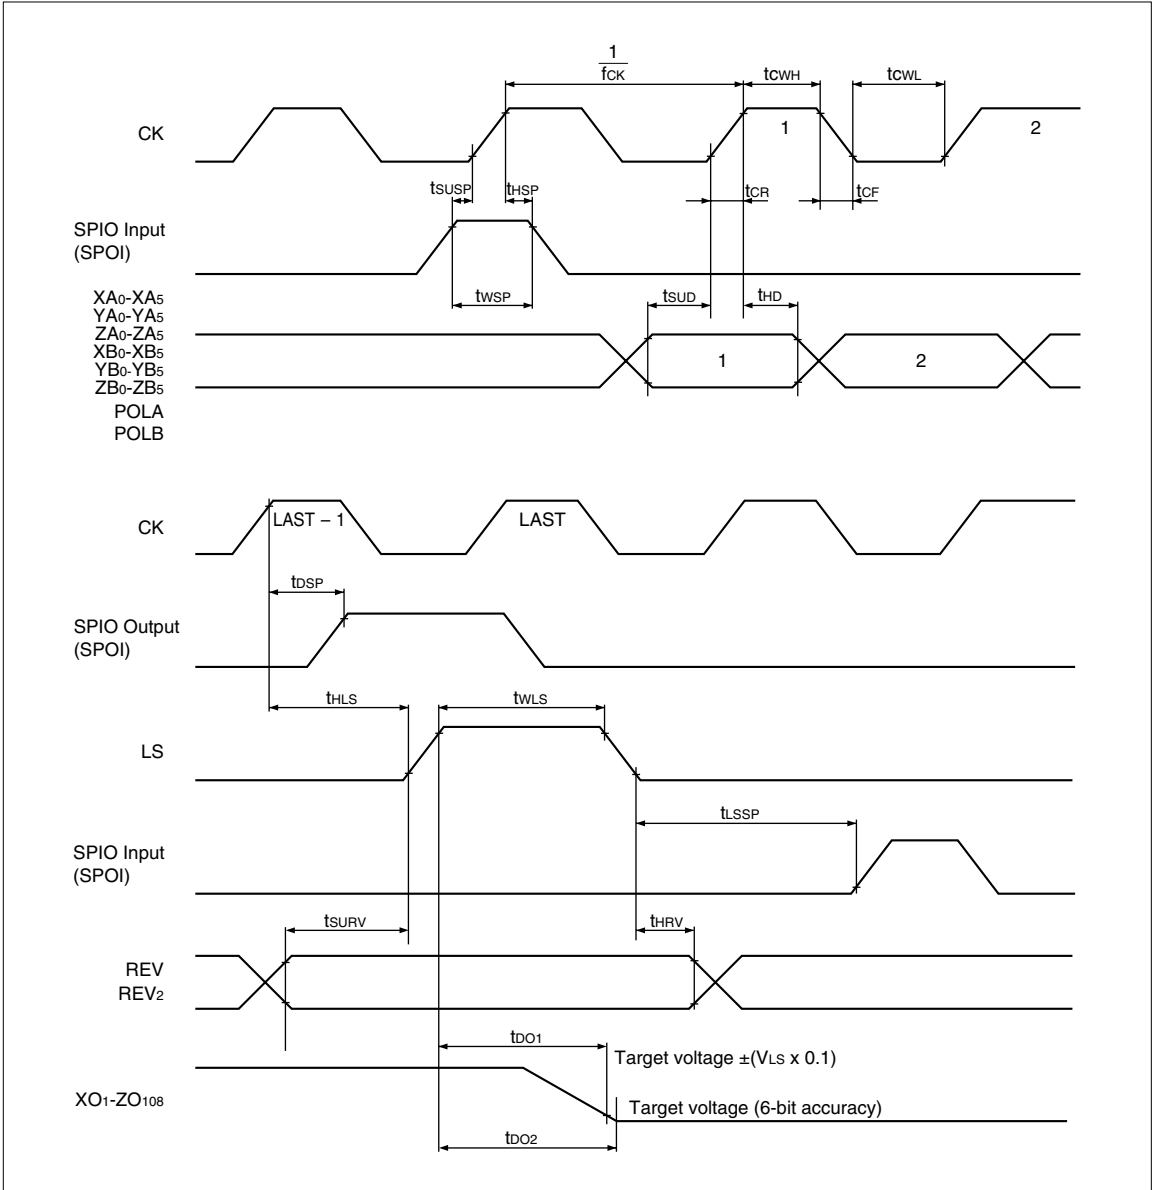 1
fCK
tCWH
tCWL
CK
1
2
tSUSP
tHSP
tCR
tCF
SPIO Input
(SPOI)
tWSP
tSUD
tHD
XA0-XA5
YA0-YA5
ZA0-ZA5
XB0-XB5
YB0-YB5
ZB0-ZB5
POLA
POLB
1
2
CK
LAST – 1
LAST
tDSP
SPIO Output
(SPOI)
tHLS
tWLS
LS
tLSSP
SPIO Input
(SPOI)
tSURV
tHRV
REV
REV2
tDO1
Target voltage ±(VLS x 0.1)
XO1-ZO108
Target voltage (6-bit accuracy)
tDO2